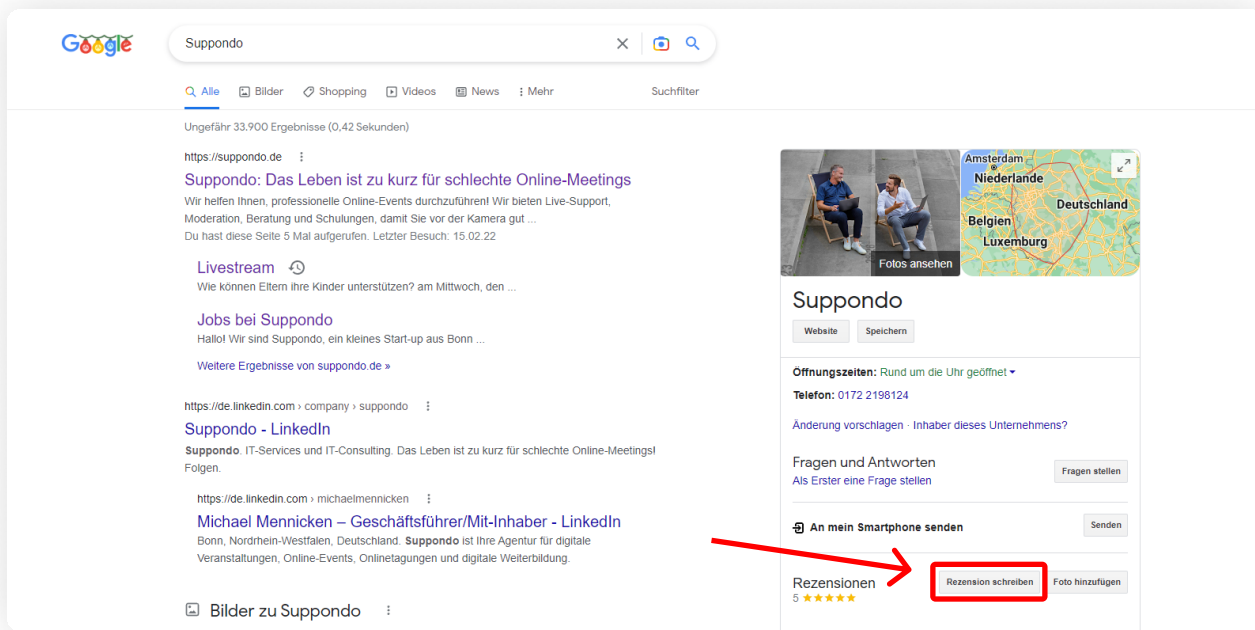 Google
Suppondo
Alle
Bilder
Shopping
Videos
News
Mehr
Suchfilter
Ungefähr 33.900 Ergebnisse (0,42 Sekunden)
https://suppondo.de
Suppondo: Das Leben ist zu kurz für schlechte Online-Meetings
Wir helfen Ihnen, professionelle Online-Events durchzuführen! Wir bieten Live-Support,
Moderation, Beratung und Schulungen, damit Sie vor der Kamera gut ...
Du hast diese Seite 5 Mal aufgerufen. Letzter Besuch: 15.02.22
Livestream
Wie können Eltern ihre Kinder unterstützen? am Mittwoch, den ...
Jobs bei Suppondo
Hallo! Wir sind Suppondo, ein kleines Start-up aus Bonn ...
Weitere Ergebnisse von suppondo.de »
https://de.linkedin.com › company › suppondo
Suppondo - LinkedIn
Suppondo. IT-Services und IT-Consulting. Das Leben ist zu kurz für schlechte Online-Meetings!
Folgen.
https://de.linkedin.com › michaelmennicken
Michael Mennicken – Geschäftsführer/Mit-Inhaber - LinkedIn
Bonn, Nordrhein-Westfalen, Deutschland. Suppondo ist Ihre Agentur für digitale
Veranstaltungen, Online-Events, Onlinetagungen und digitale Weiterbildung.
Bilder zu Suppondo
Fotos ansehen
Amsterdam
Niederlande
Deutschland
Belgien
Luxemburg
Suppondo
Website
Speichern
Öffnungszeiten: Rund um die Uhr geöffnet
Telefon: 0172 2198124
Änderung vorschlagen · Inhaber dieses Unternehmens?
Fragen und Antworten
Als Erster eine Frage stellen
Fragen stellen
An mein Smartphone senden
Senden
Rezensionen
5
Rezension schreiben
Foto hinzufügen